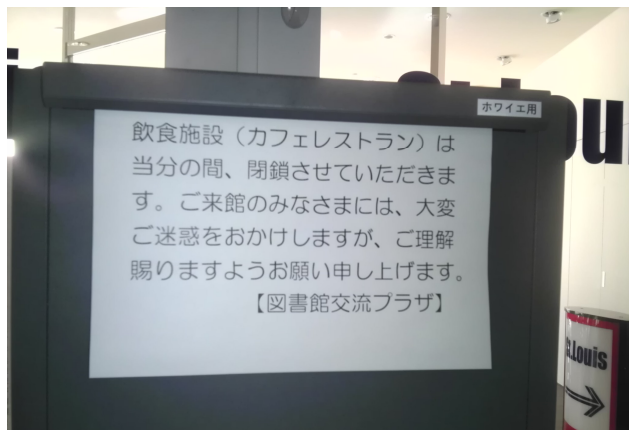 ホワイエ用
飲食施設（カフェレストラン）は
当分の間、閉鎖させていただきま
す。ご来館のみなさまには、大変
ご迷惑をおかけしますが、ご理解
賜りますようお願い申し上げます。
【図書館交流プラザ】